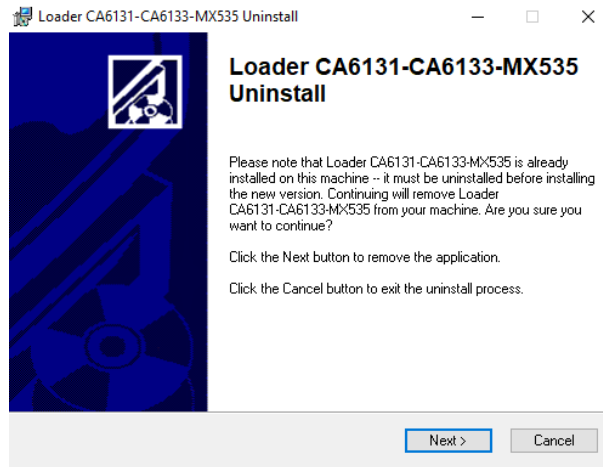 Loader CA6131-CA6133-MX535 Uninstall
Loader CA6131-CA6133-MX535
Uninstall
Please note that Loader CA6131-CA6133-MX535 is already
installed on this machine -- it must be uninstalled before installing
the new version. Continuing will remove Loader
CA6131-CA6133-MX535 from your machine. Are you sure you
want to continue?
Click the Next button to remove the application.
Click the Cancel button to exit the uninstall process.
Next >
Cancel